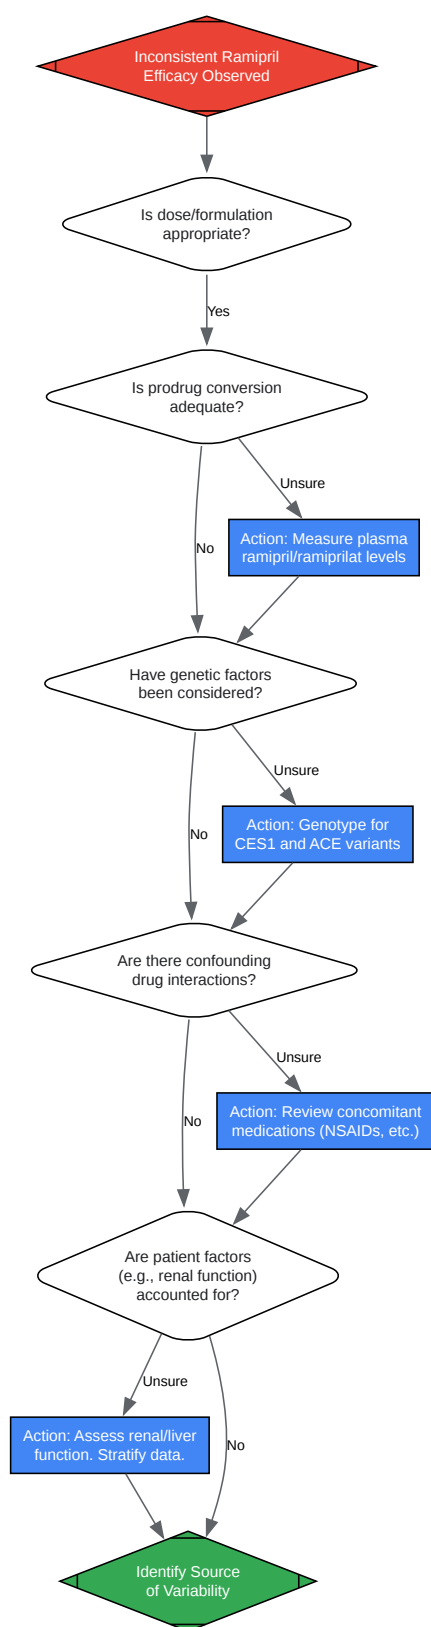 Inconsistent Ramipril
Efficacy Observed
Is dose/formulation
appropriate?
Yes
Is prodrug conversion
adequate?
Unsure
Action: Measure plasma
ramipril/ramiprilat levels
No
Have genetic factors
been considered?
Unsure
Action: Genotype for
CES1 and ACE variants
No
Are there confounding
drug interactions?
Unsure
Action: Review concomitant
medications (NSAIDs, etc.)
No
Are patient factors
(e.g., renal function)
accounted for?
Unsure
Action: Assess renal/liver
function. Stratify data.
No
Identify Source
of Variability